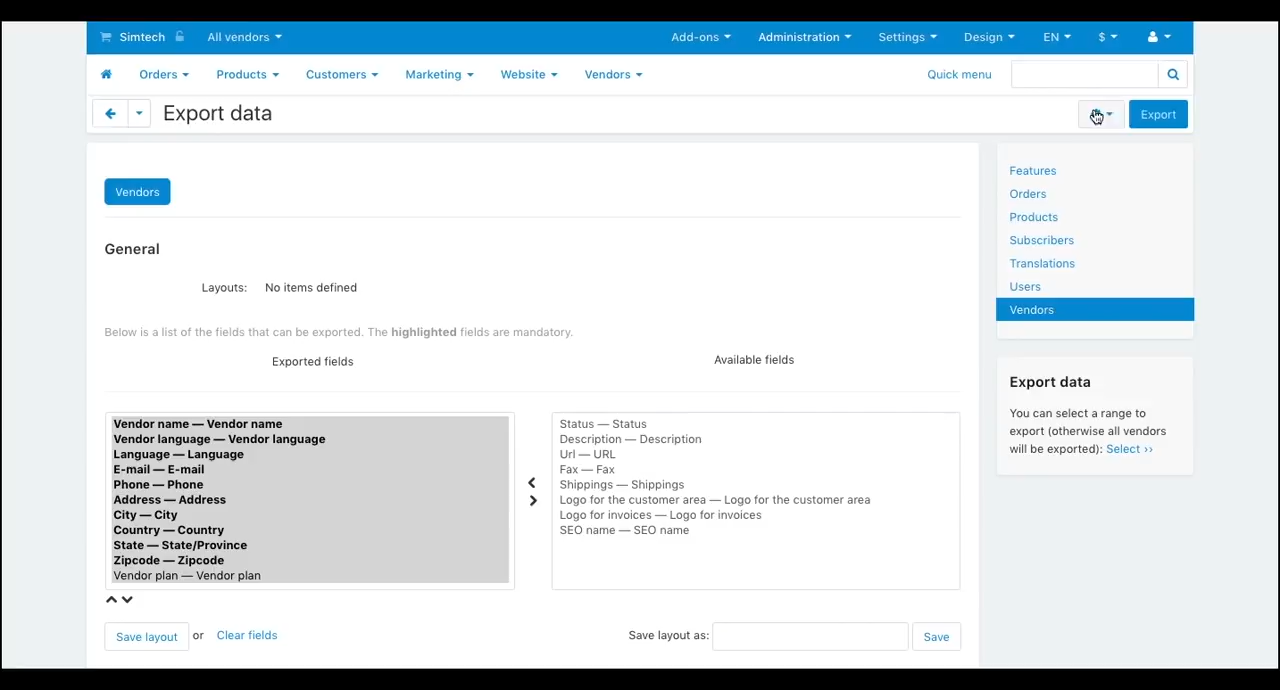 Simtech All vendors Add-ons Administration Settings Design EN $
Orders Products Customers Marketing Website Vendors Quick menu
Export data Export
Vendors
General
Layouts: No items defined
Below is a list of the fields that can be exported. The highlighted fields are mandatory.
Exported fields Available fields
Vendor name — Vendor name
Vendor language — Vendor language
Language — Language
E-mail — E-mail
Phone — Phone
Address — Address
City — City
Country — Country
State — State/Province
Zipcode — Zipcode
Vendor plan — Vendor plan
Status — Status
Description — Description
Url — URL
Fax — Fax
Shippings — Shippings
Logo for the customer area — Logo for the customer area
Logo for invoices — Logo for invoices
SEO name — SEO name
Save layout or Clear fields Save layout as: Save
Features
Orders
Products
Subscribers
Translations
Users
Vendors
Export data
You can select a range to
export (otherwise all vendors
will be exported): Select ››